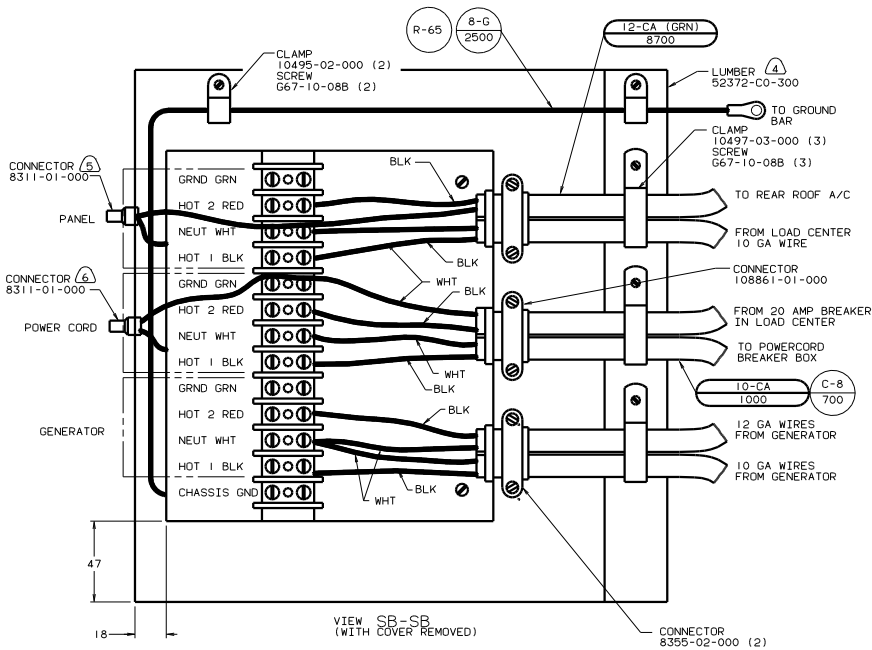 R-65
8-G
2500
12-CA (GRN)
8700
CLAMP
10495-02-000 (2)
SCREW
G67-10-08B (2)
LUMBER 4
52372-C0-300
TO GROUND
BAR
CLAMP
10497-03-000 (3)
SCREW
G67-10-08B (3)
CONNECTOR 5
8311-01-000
PANEL
GRND GRN
HOT 2 RED
NEUT WHT
HOT 1 BLK
BLK
BLK
WHT
TO REAR ROOF A/C
FROM LOAD CENTER
10 GA WIRE
CONNECTOR
108861-01-000
CONNECTOR 6
8311-01-000
POWER CORD
GRND GRN
HOT 2 RED
NEUT WHT
HOT 1 BLK
BLK
WHT
BLK
FROM 20 AMP BREAKER
IN LOAD CENTER
TO POWERCORD
BREAKER BOX
10-CA
1000
C-8
700
GENERATOR
GRND GRN
HOT 2 RED
NEUT WHT
HOT 1 BLK
CHASSIS GND
BLK
BLK
WHT
12 GA WIRES
FROM GENERATOR
10 GA WIRES
FROM GENERATOR
47
18
VIEW SB-SB
(WITH COVER REMOVED)
CONNECTOR
8355-02-000 (2)